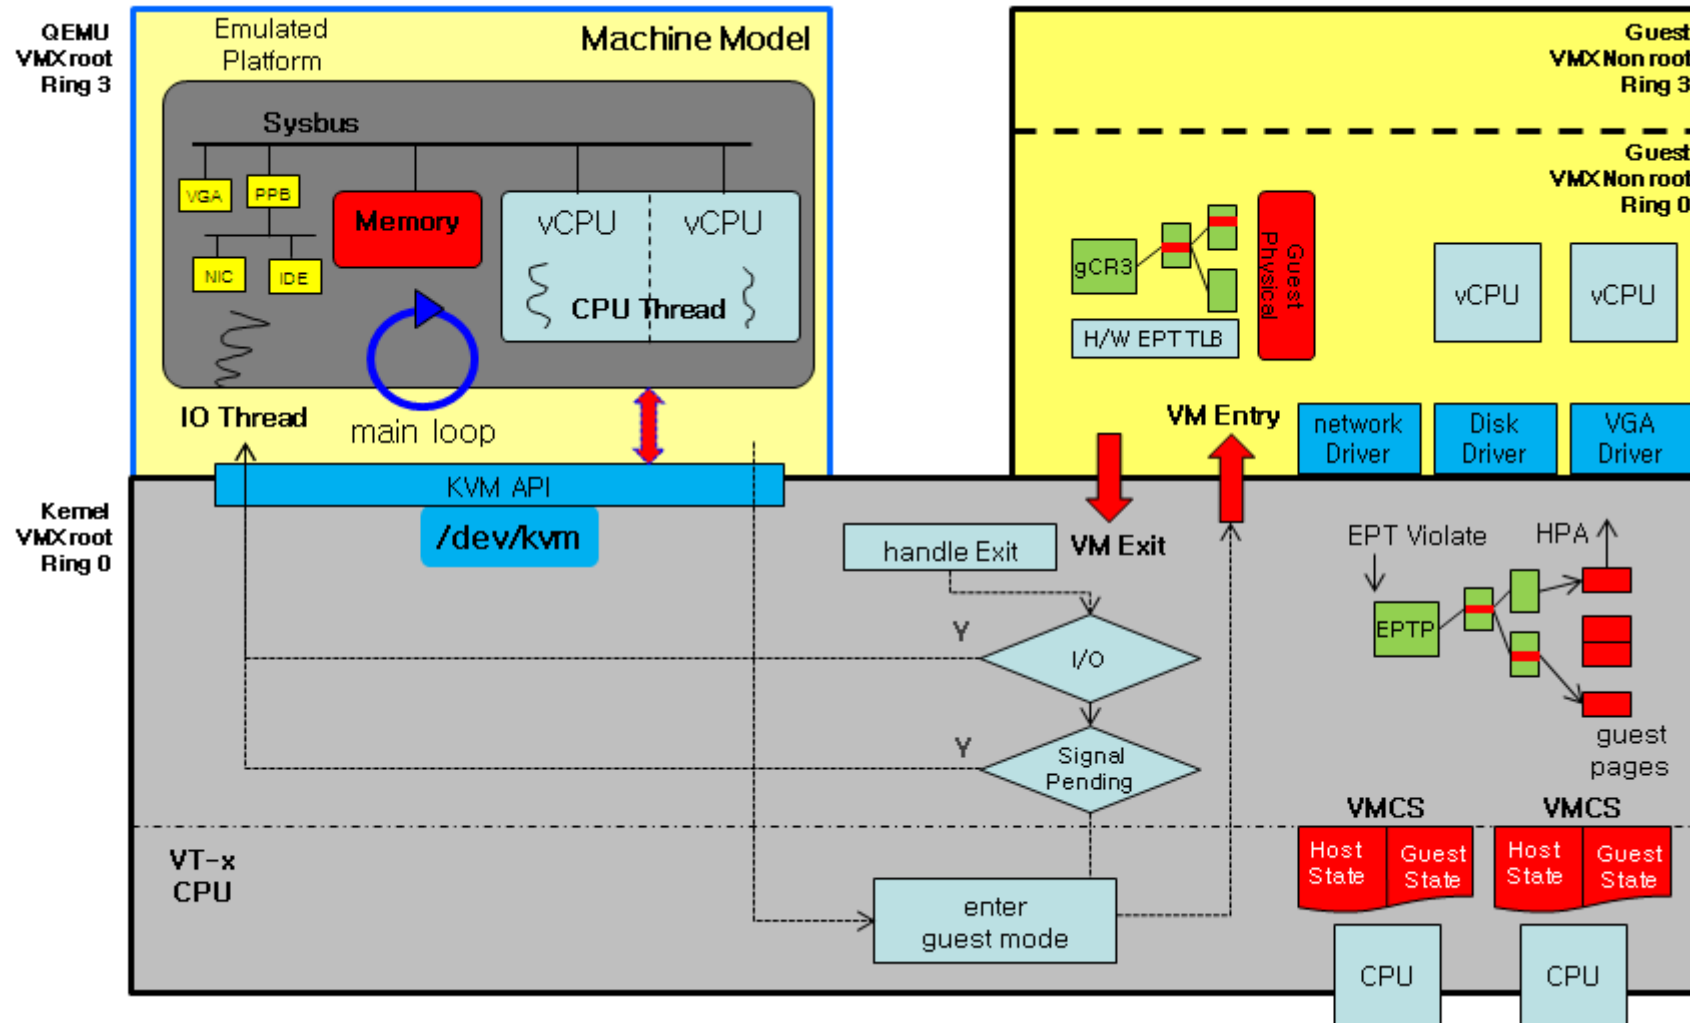 QEMU
VMX root
Ring 3
Emulated
Platform
Machine Model
Sysbus
VGA
PPB
NIC
IDE
Memory
vCPU
vCPU
CPU Thread
IO Thread
main loop
Guest
VMX Non root
Ring 3
Guest
VMX Non root
Ring 0
gCR3
Guest
Physical
H/W EPT TLB
vCPU
vCPU
VM Entry
network
Driver
Disk
Driver
VGA
Driver
KVM API
/dev/kvm
Kernel
VMX root
Ring 0
handle Exit
VM Exit
EPT Violate
HPA
EPTP
Y
I/O
Y
Signal
Pending
guest
pages
VMCS
VMCS
Host
State
Guest
State
Host
State
Guest
State
VT-x
CPU
enter
guest mode
CPU
CPU